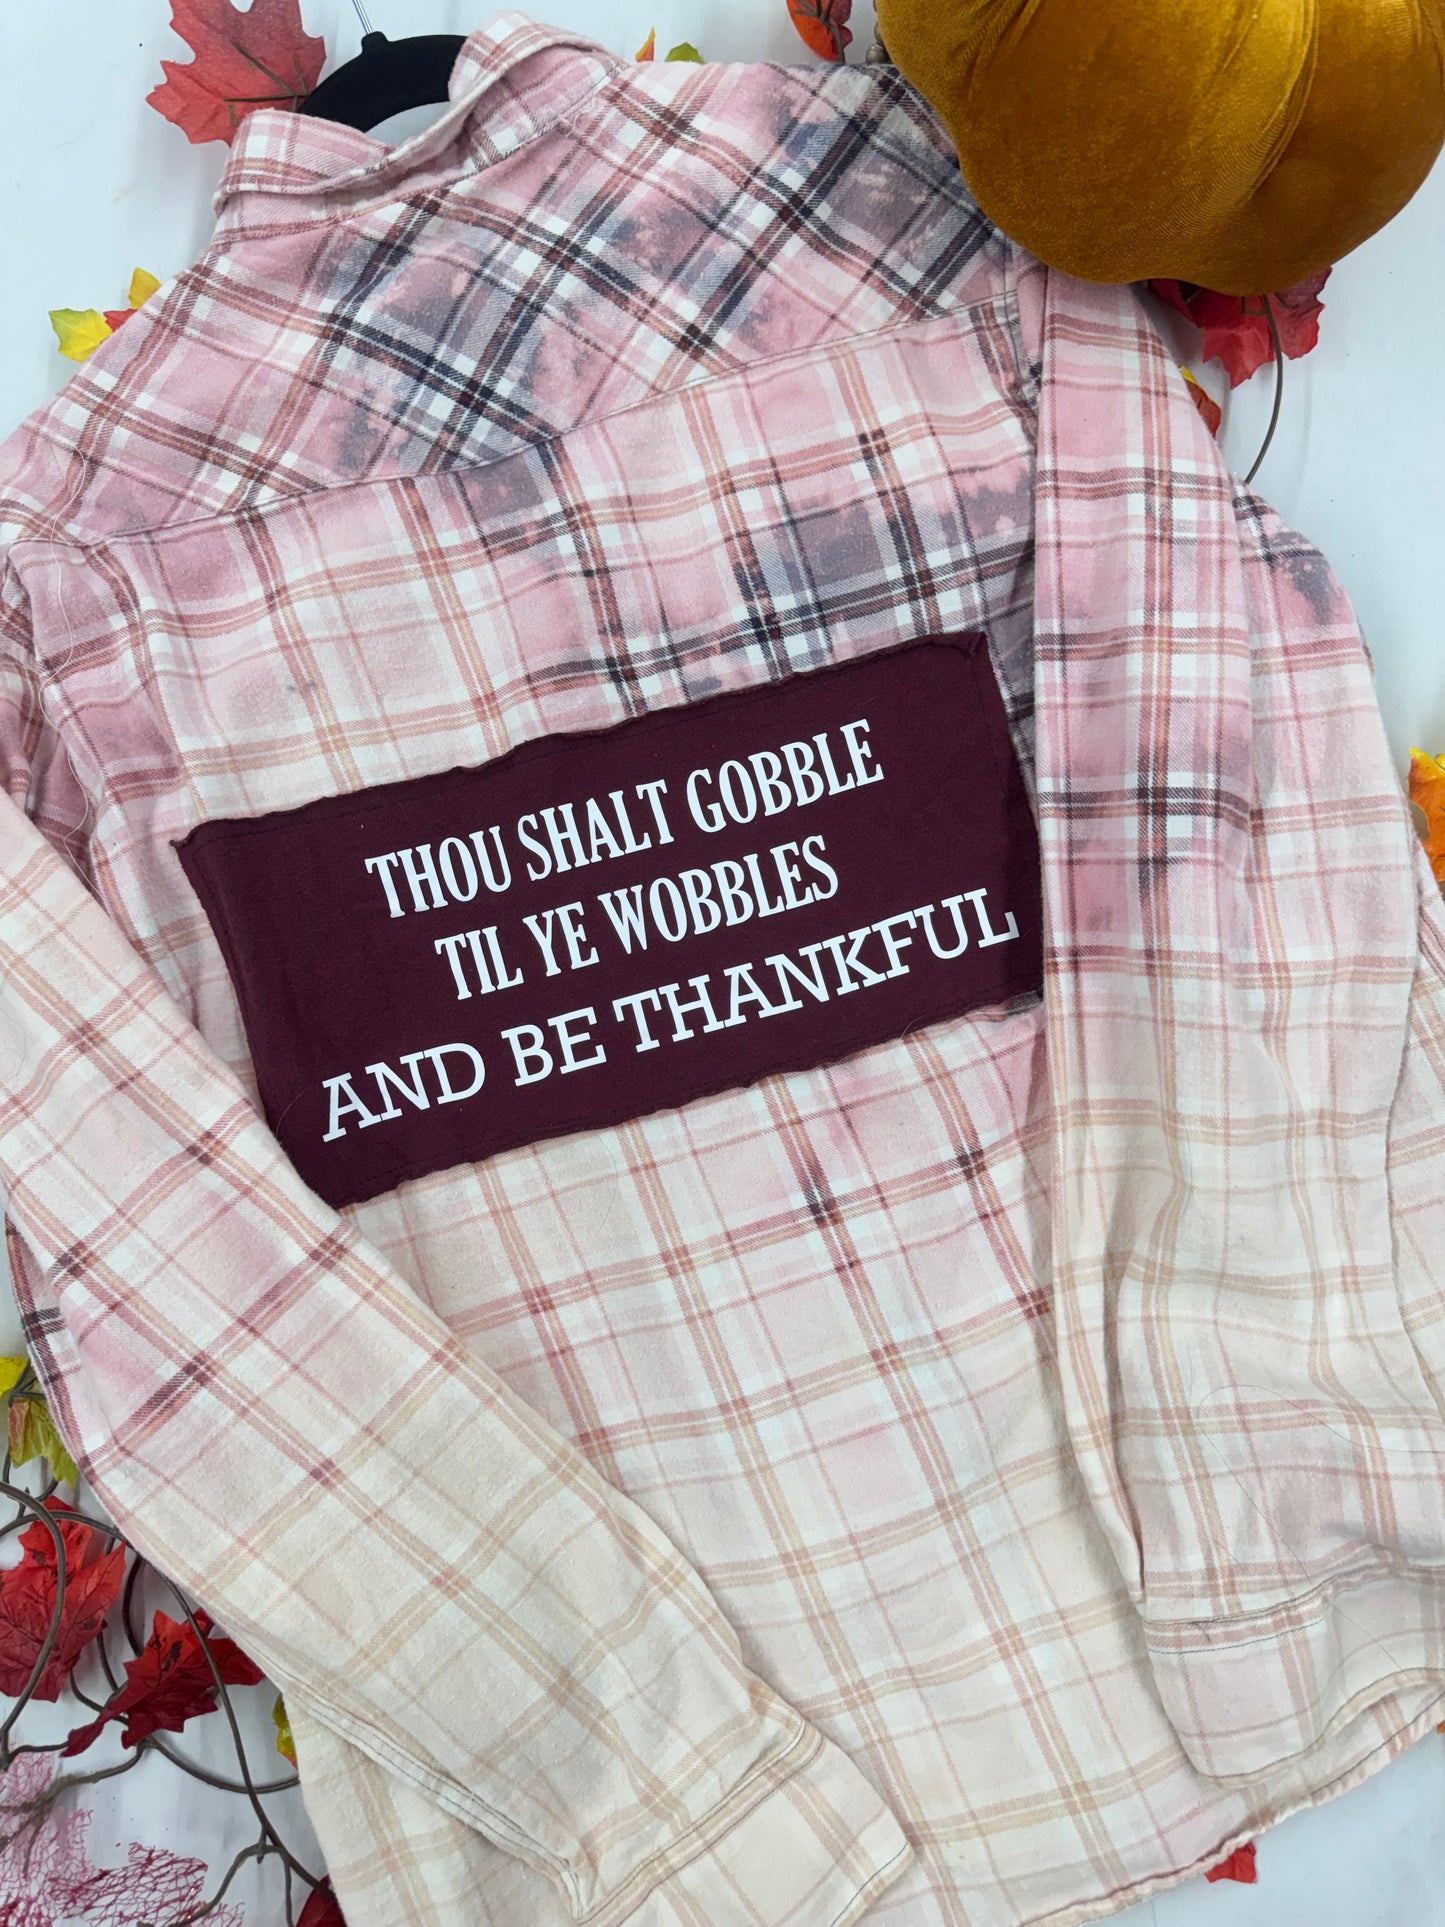 THOU SHALT GOBBLE
TIL YE WOBBLES
AND BE THANKFUL